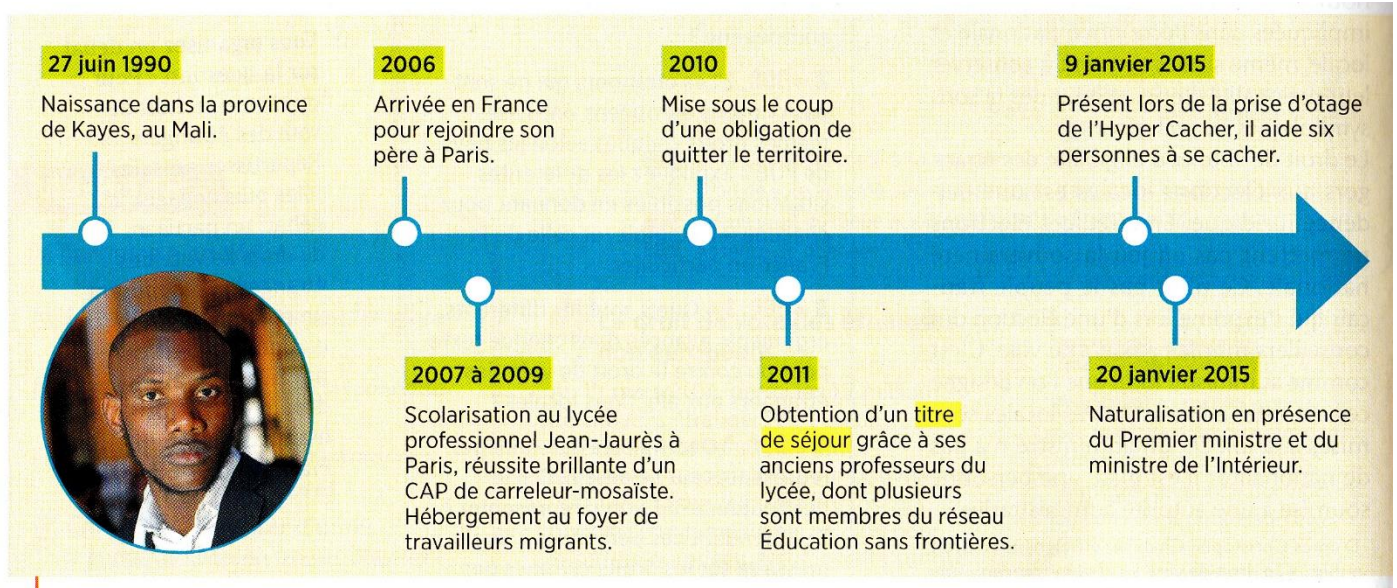 27 juin 1990
Naissance dans la province
de Kayes, au Mali.
2006
Arrivée en France
pour rejoindre son
père à Paris.
2010
Mise sous le coup
d'une obligation de
quitter le territoire.
9 janvier 2015
Présent lors de la prise d'otage
de l'Hyper Cacher, il aide six
personnes à se cacher.
2007 à 2009
Scolarisation au lycée
professionnel Jean-Jaurès à
Paris, réussite brillante d'un
CAP de carreleur-mosaïste.
Hébergement au foyer de
travailleurs migrants.
2011
Obtention d'un titre
de séjour grâce à ses
anciens professeurs du
lycée, dont plusieurs
sont membres du réseau
Éducation sans frontières.
20 janvier 2015
Naturalisation en présence
du Premier ministre et du
ministre de l'Intérieur.